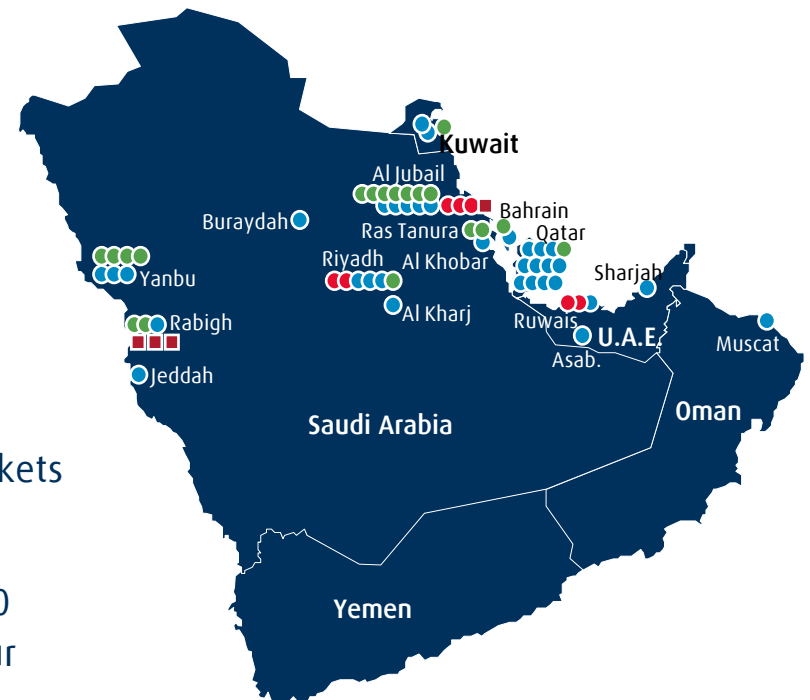 Kuwait
Al Jubail
Bahrain
Buraydah
Ras Tanura
Qatar
Riyadh
Al Khobar
Sharjah
Yanbu
Al Kharj
Ruwais
Rabigh
U.A.E.
Muscat
Asab.
Jeddah
Oman
Saudi Arabia
kets
Yemen
0
ur